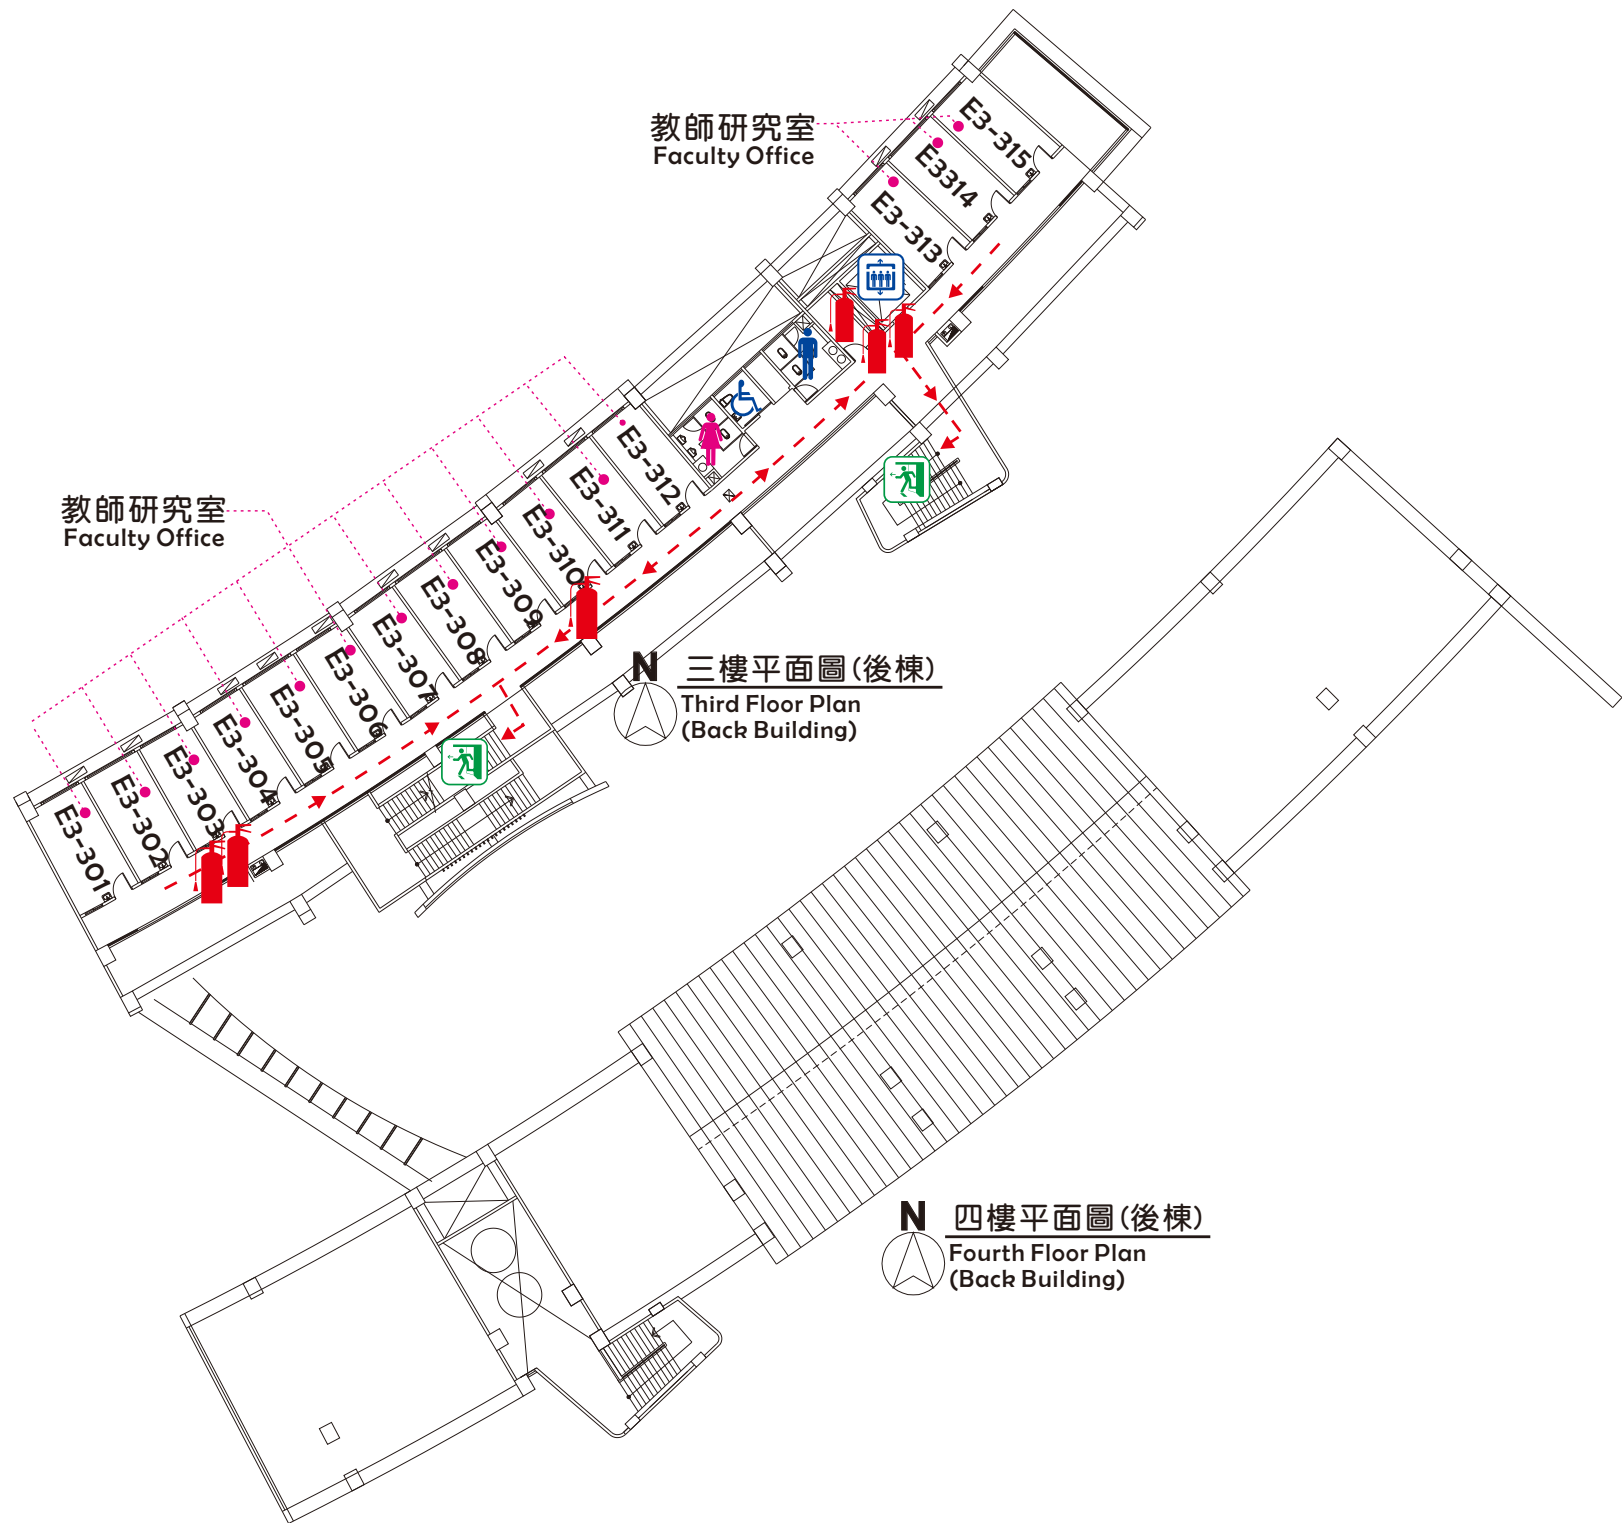 教師研究室
Faculty Office
E3-315
E3314
E3-313
教師研究室
Faculty Office
E3-312
E3-311
E3-310
E3-309
E3-308
E3-307
E3-306
E3-305
E3-304
E3-303
E3-302
E3-301
N
三樓平面圖(後棟)
Third Floor Plan
(Back Building)
N
四樓平面圖(後棟)
Fourth Floor Plan
(Back Building)